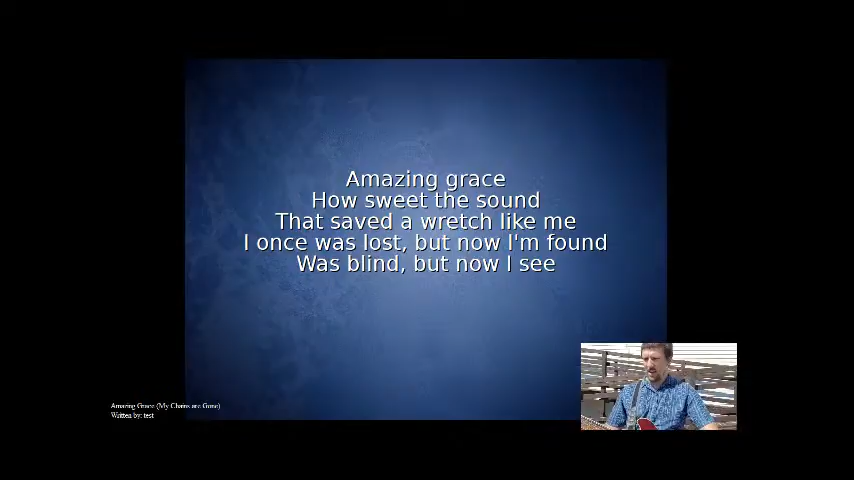 Amazing grace
How sweet the sound
That saved a wretch like me
I once was lost, but now I'm found
Was blind, but now I see
Amazing Grace (My Chains are Gone)
Written by: test